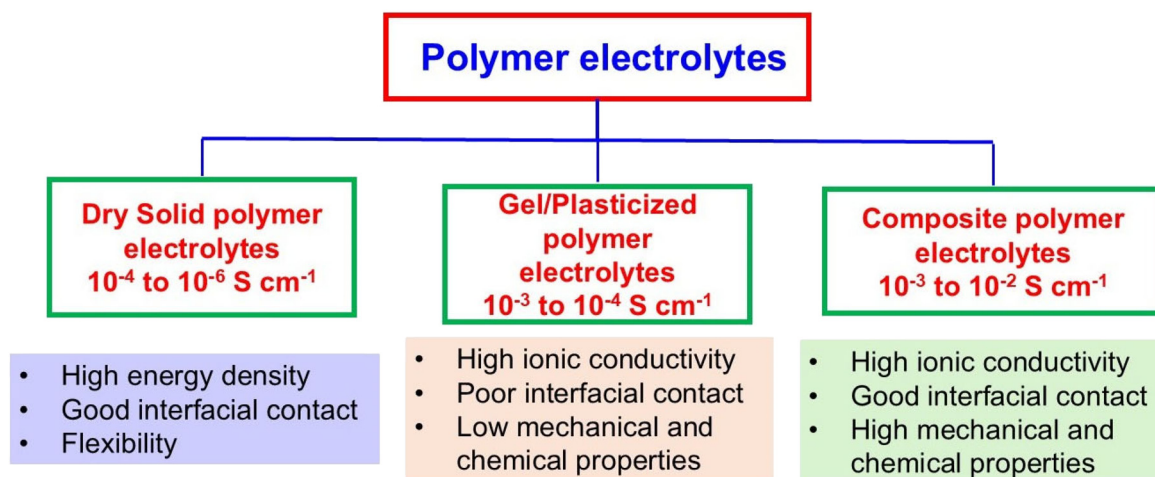 Polymer electrolytes
Dry Solid polymer
electrolytes
10⁻⁴ to 10⁻⁶ S cm⁻¹
Gel/Plasticized
polymer
electrolytes
10⁻³ to 10⁻⁴ S cm⁻¹
Composite polymer
electrolytes
10⁻³ to 10⁻² S cm⁻¹
• High energy density
• Good interfacial contact
• Flexibility
• High ionic conductivity
• Poor interfacial contact
• Low mechanical and
chemical properties
• High ionic conductivity
• Good interfacial contact
• High mechanical and
chemical properties